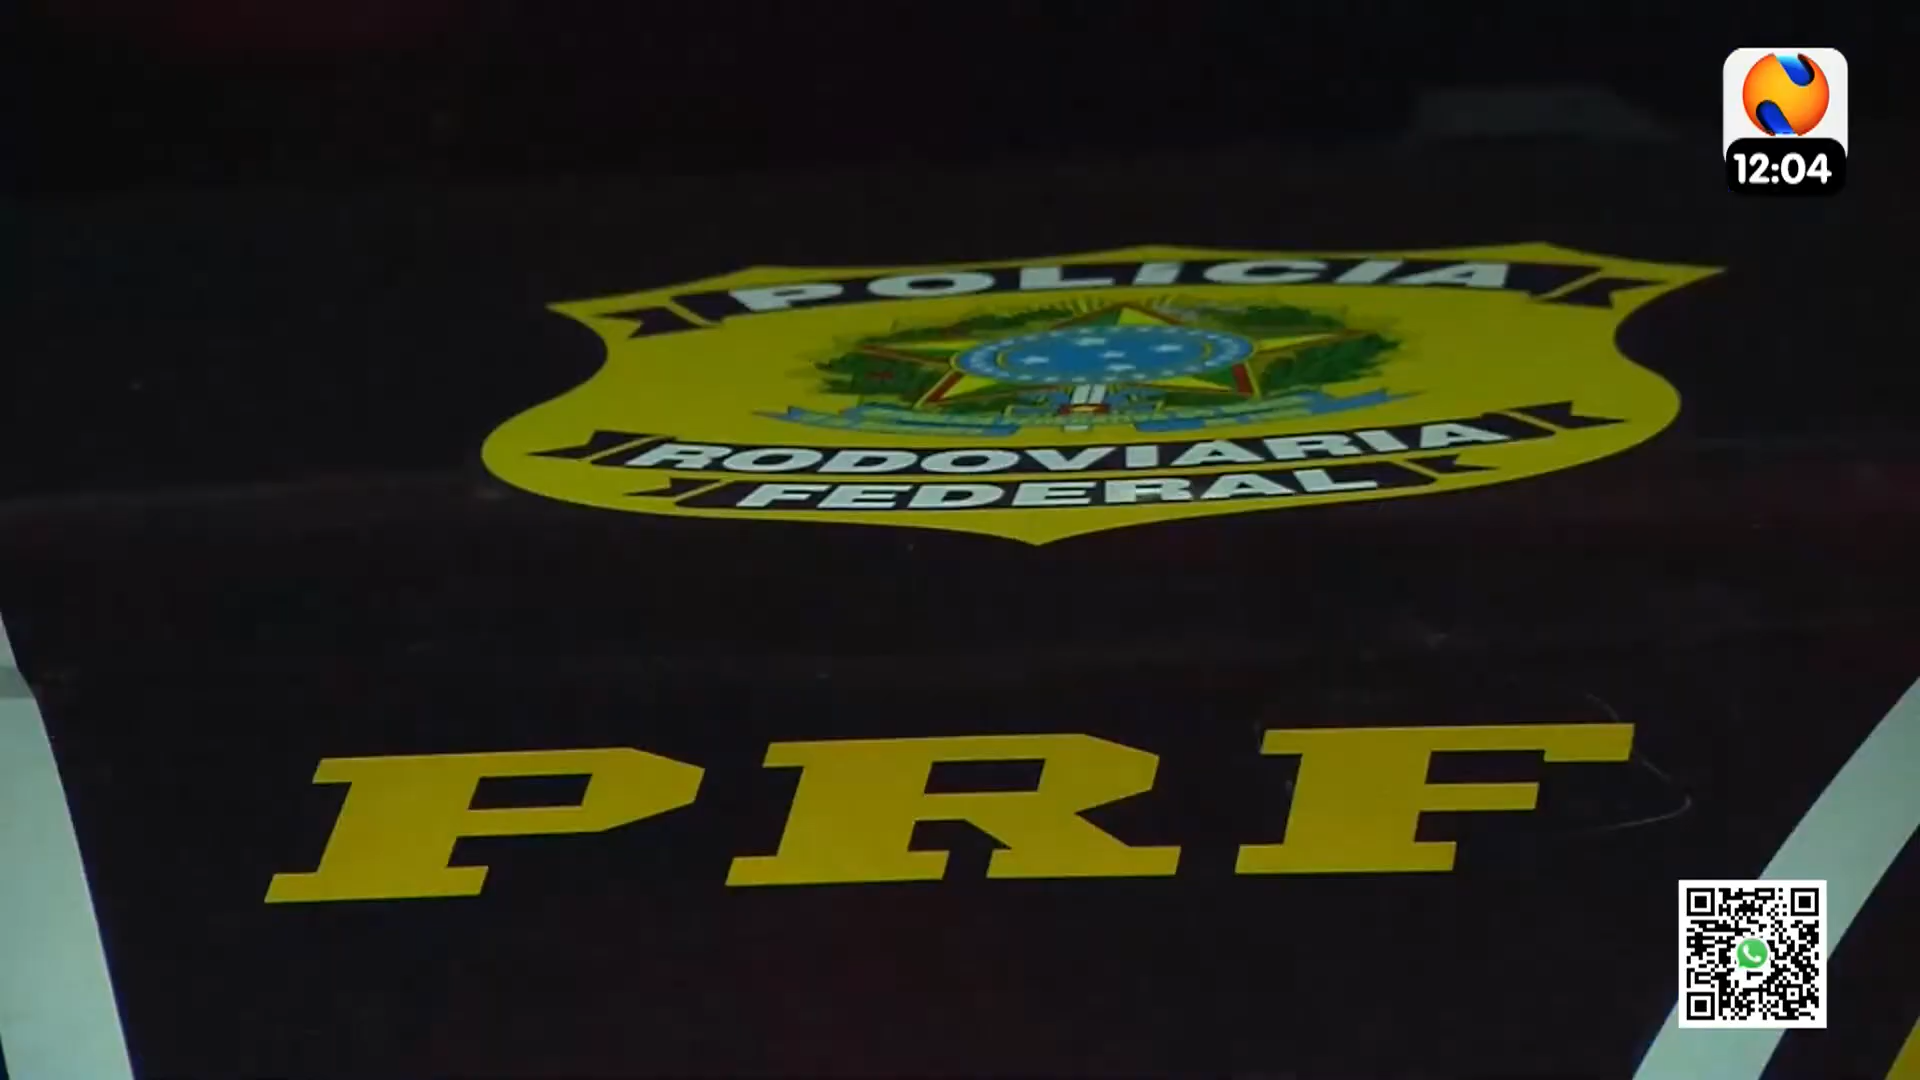 12:04
POLÍCIA
RODOVIÁRIA
FEDERAL
PRF